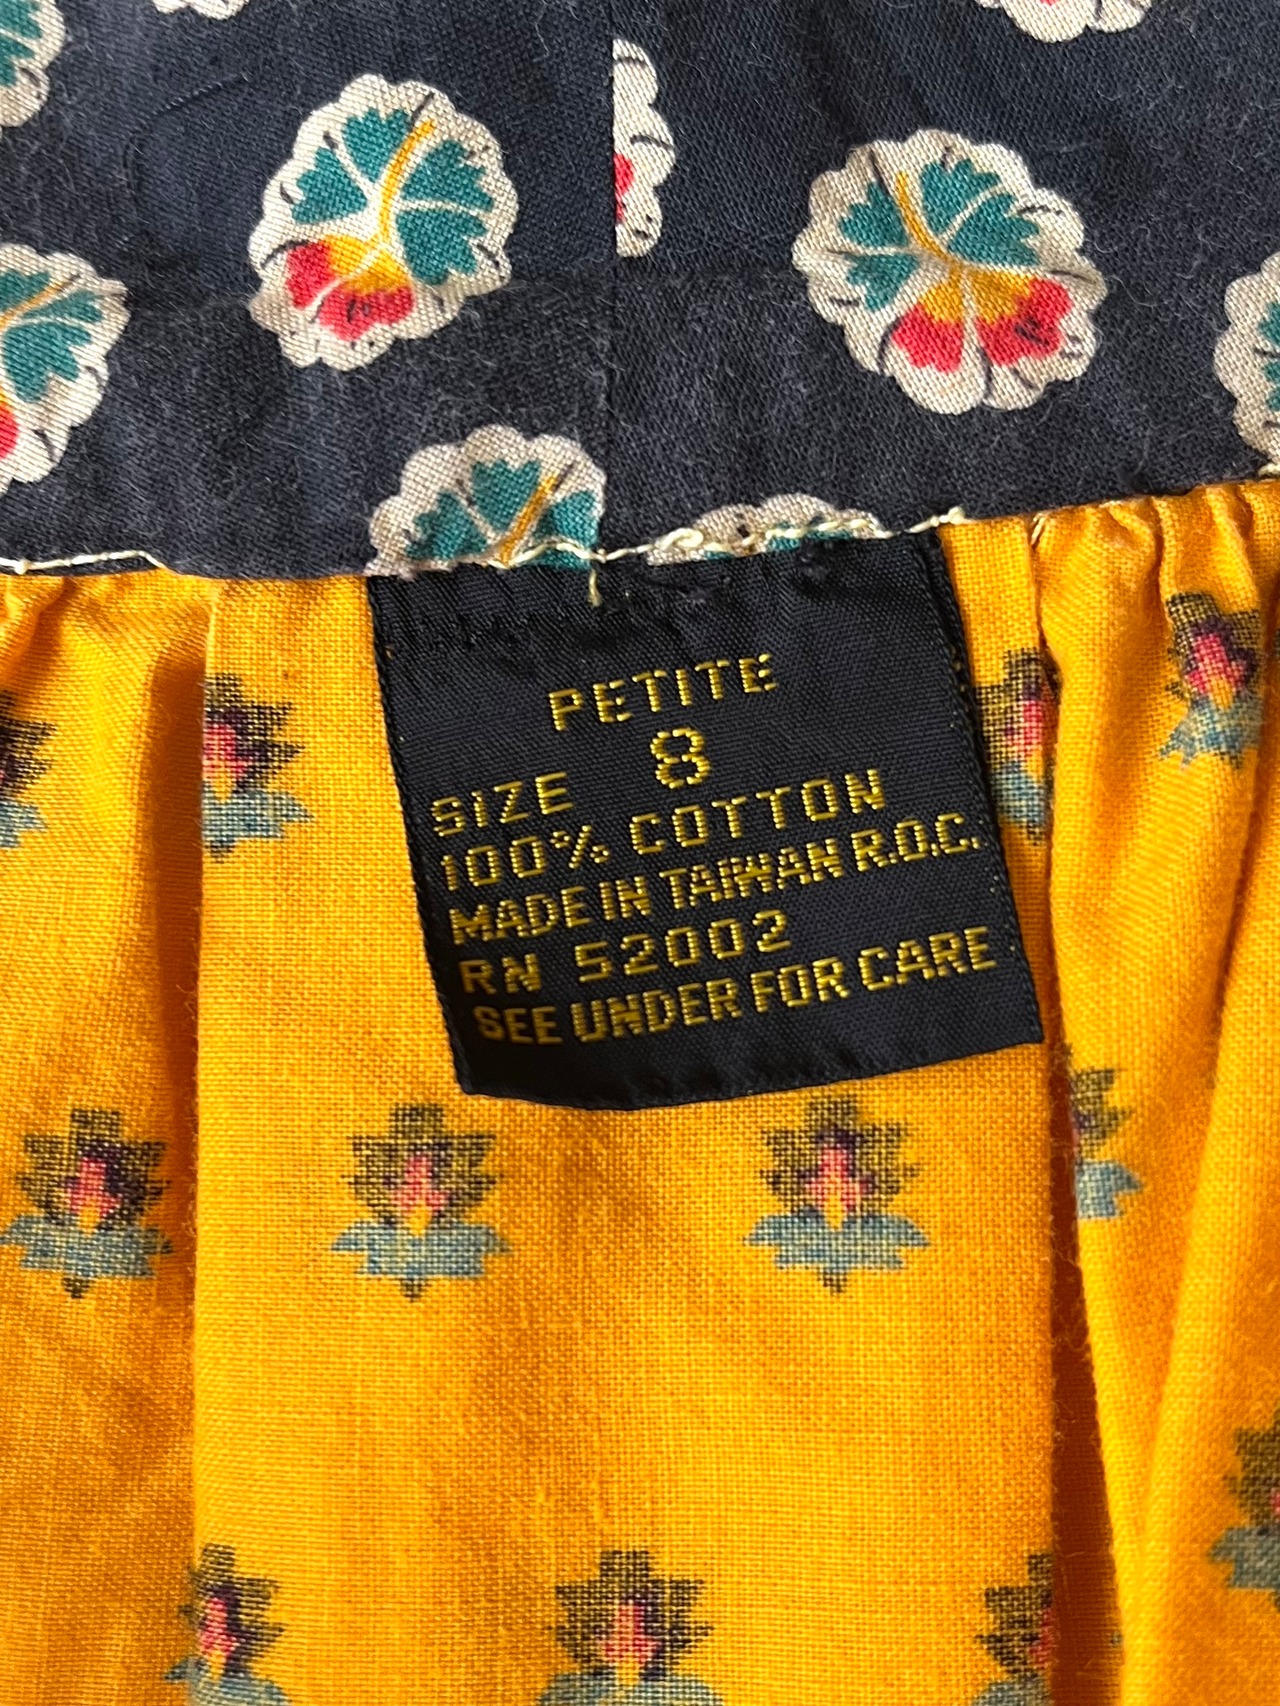 PETITE
SIZE 8
100% COTTON
MADE IN TAIWAN R.O.C.
RN 52002
SEE UNDER FOR CARE